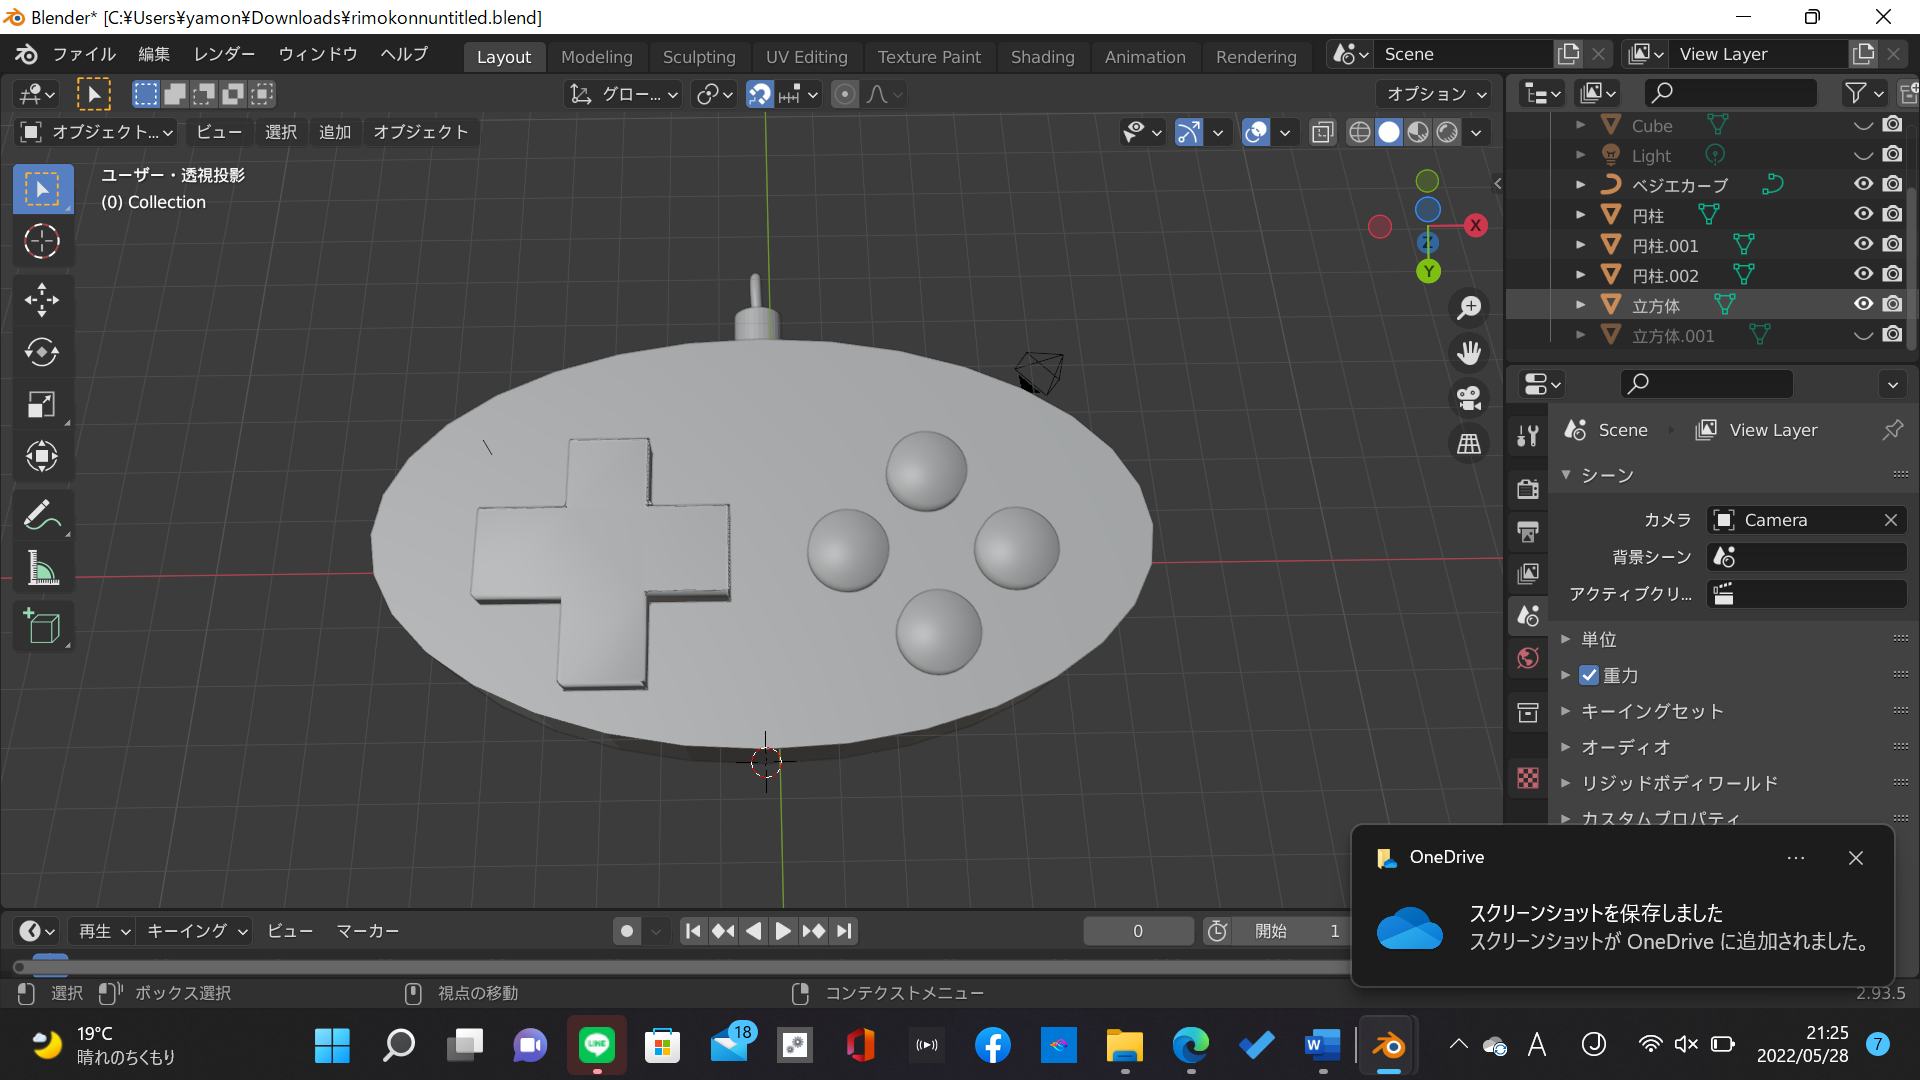 Blender* [C:¥Users¥yamon¥Downloads¥rimokonnuntitled.blend]
ファイル 編集 レンダー ウィンドウ ヘルプ Layout Modeling Sculpting UV Editing Texture Paint Shading Animation Rendering Scene View Layer
グロー... オプション
オブジェクト... ビュー 選択 追加 オブジェクト
ユーザー・透視投影
(0) Collection
X
Z
Y
Cube
Light
ベジエカーブ
円柱
円柱.001
円柱.002
立方体
立方体.001
Scene View Layer
シーン
カメラ Camera
背景シーン
アクティブクリ...
単位
重力
キーイングセット
オーディオ
リジッドボディワールド
カスタムプロパティ
OneDrive
スクリーンショットを保存しました
スクリーンショットが OneDrive に追加されました。
再生 キーイング ビュー マーカー 0 開始 1
選択 ボックス選択 視点の移動 コンテクストメニュー 2.93.5
19°C
晴れのちくもり
18
A J
21:25
2022/05/28
7